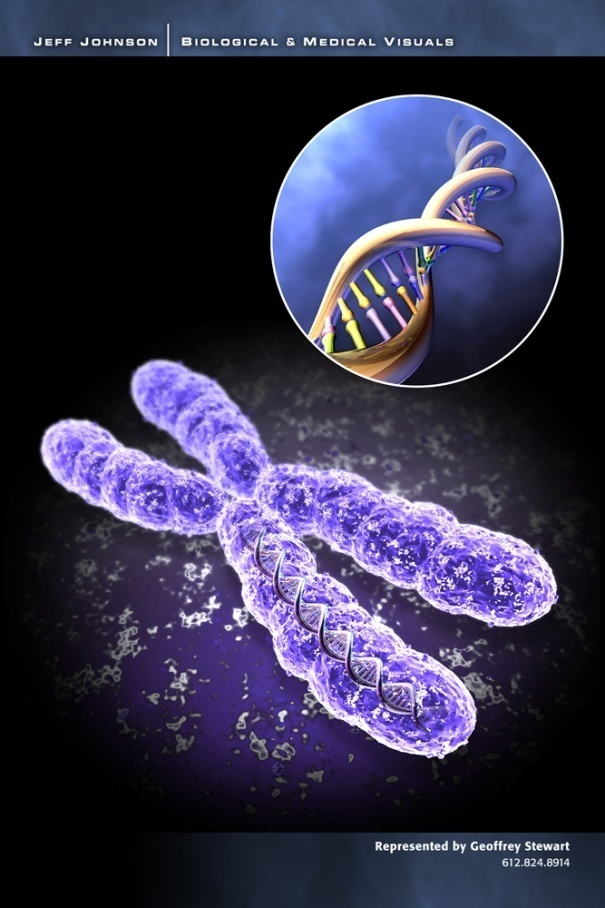 Jeff Johnson | Biological & Medical Visuals
Represented by Geoffrey Stewart
612.824.8914